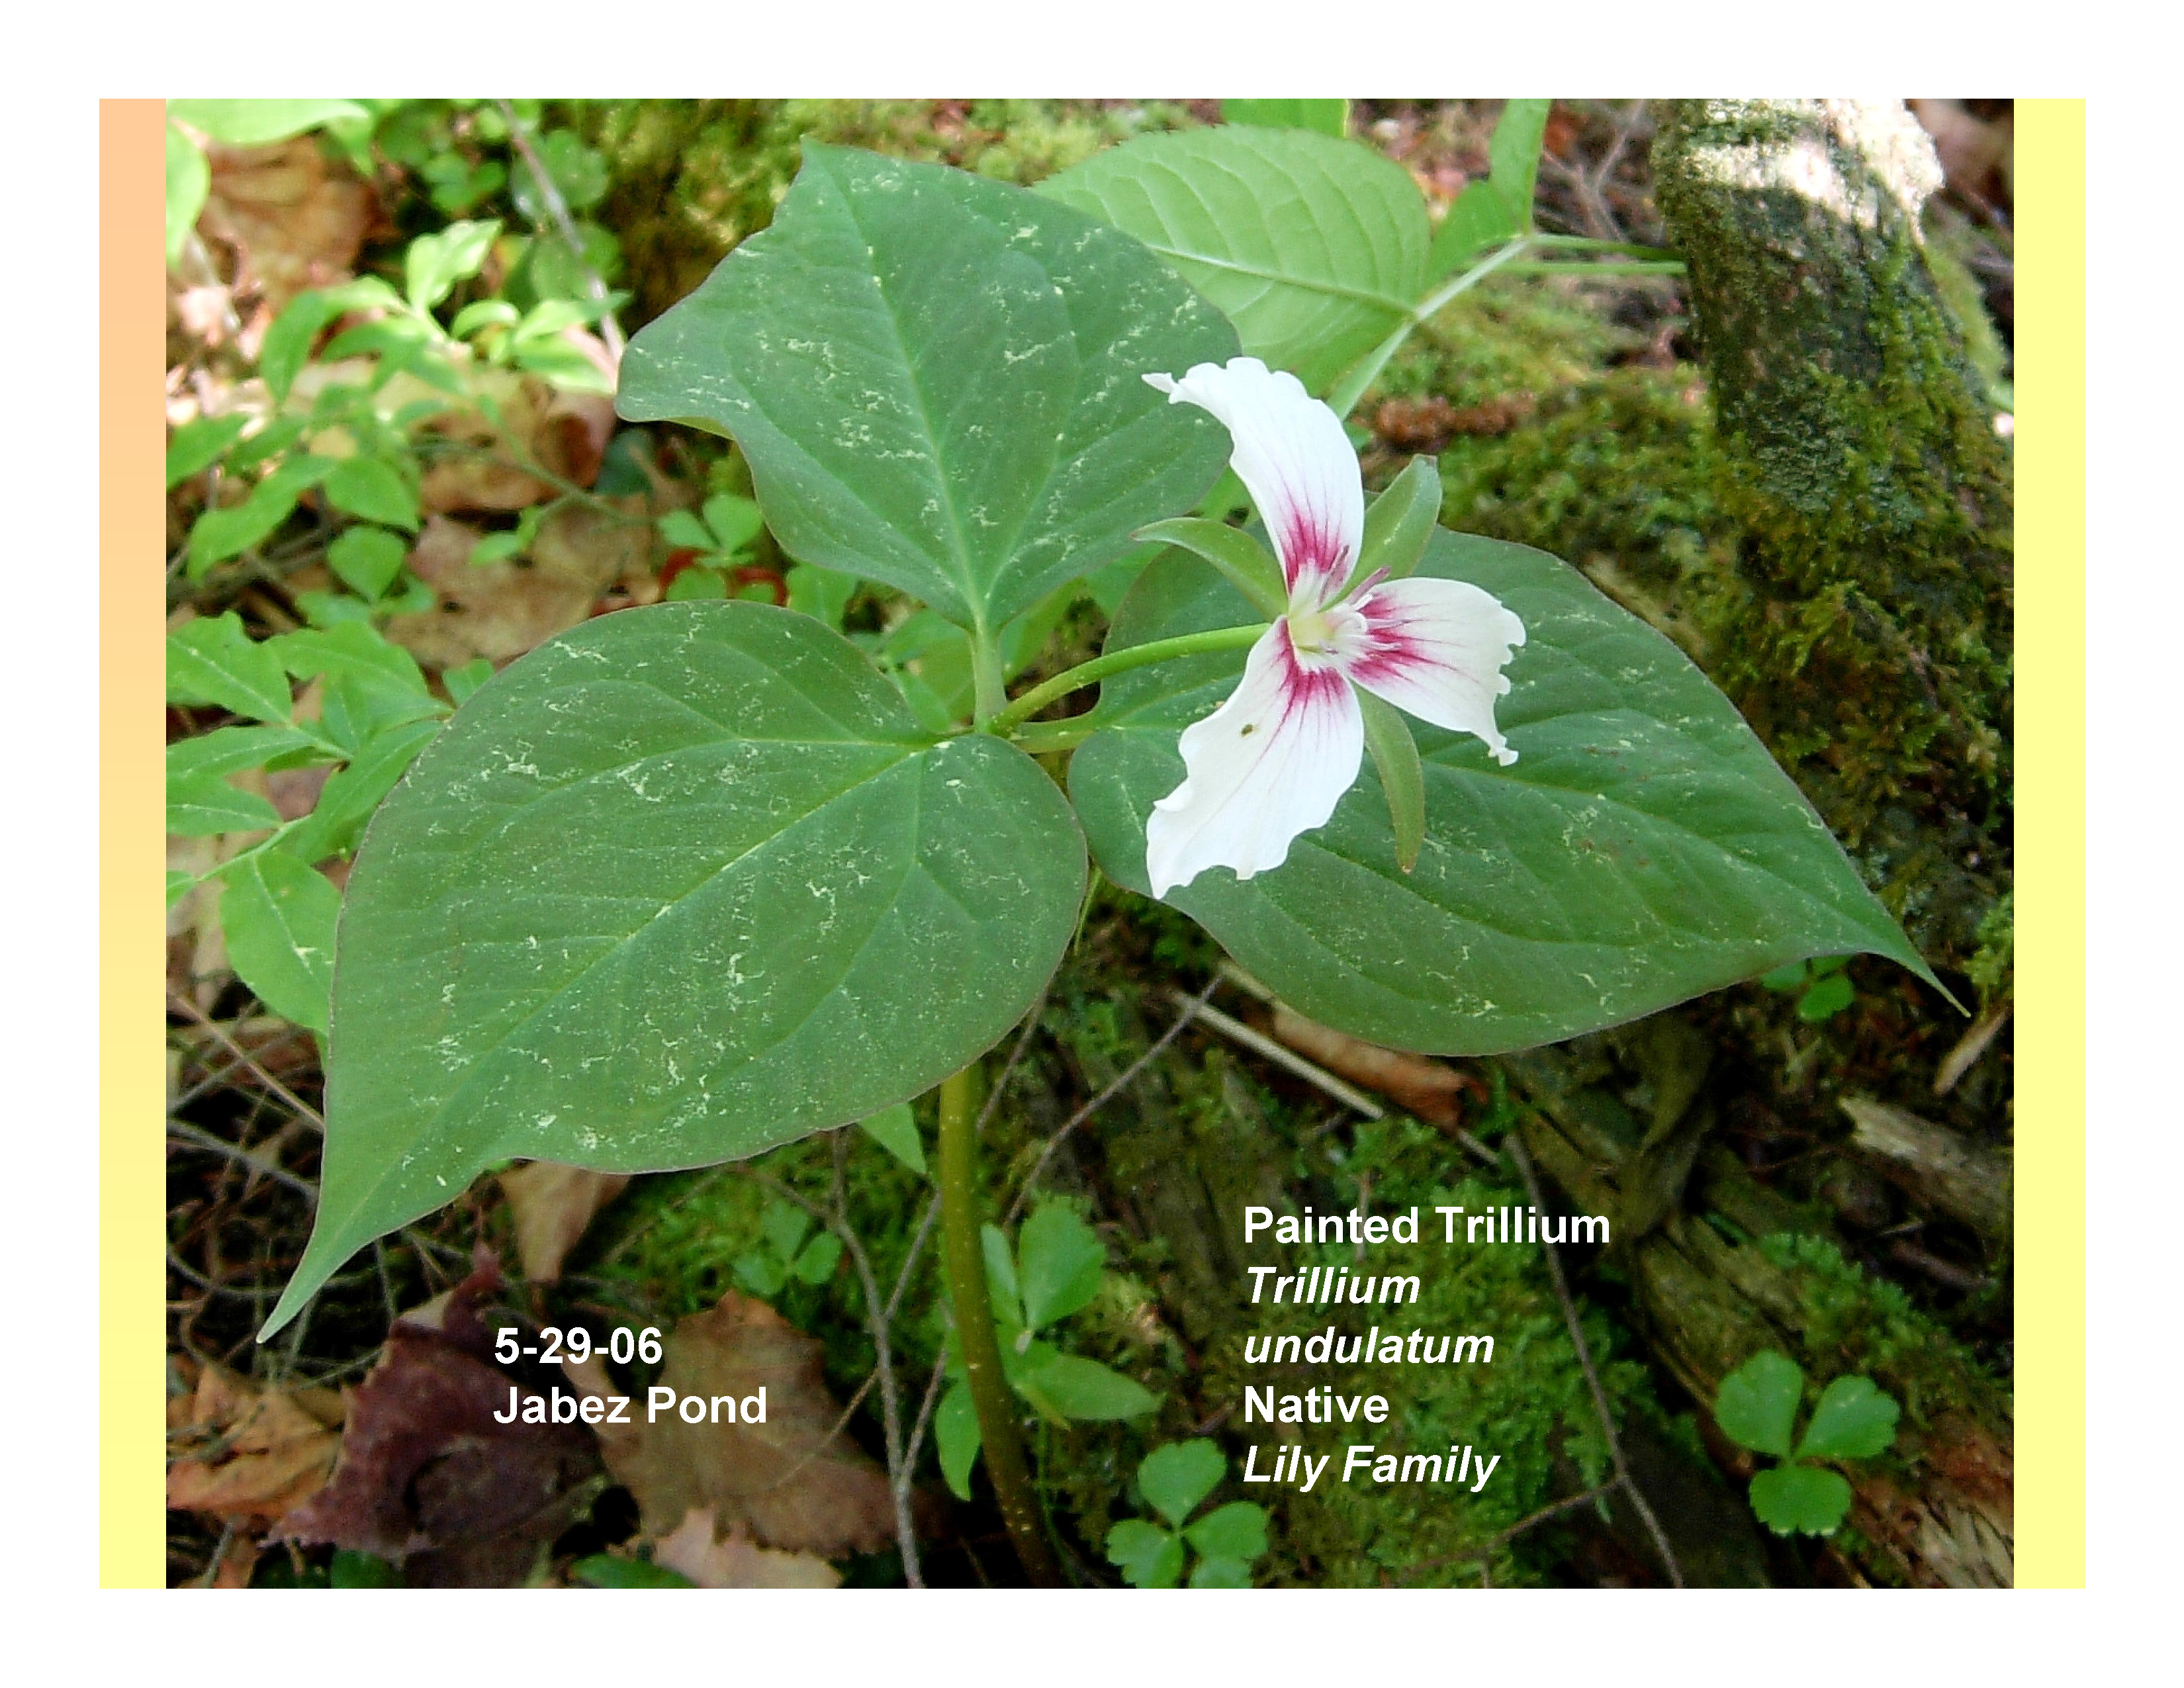 5-29-06
Jabez Pond
Painted Trillium
Trillium
undulatum
Native
Lily Family